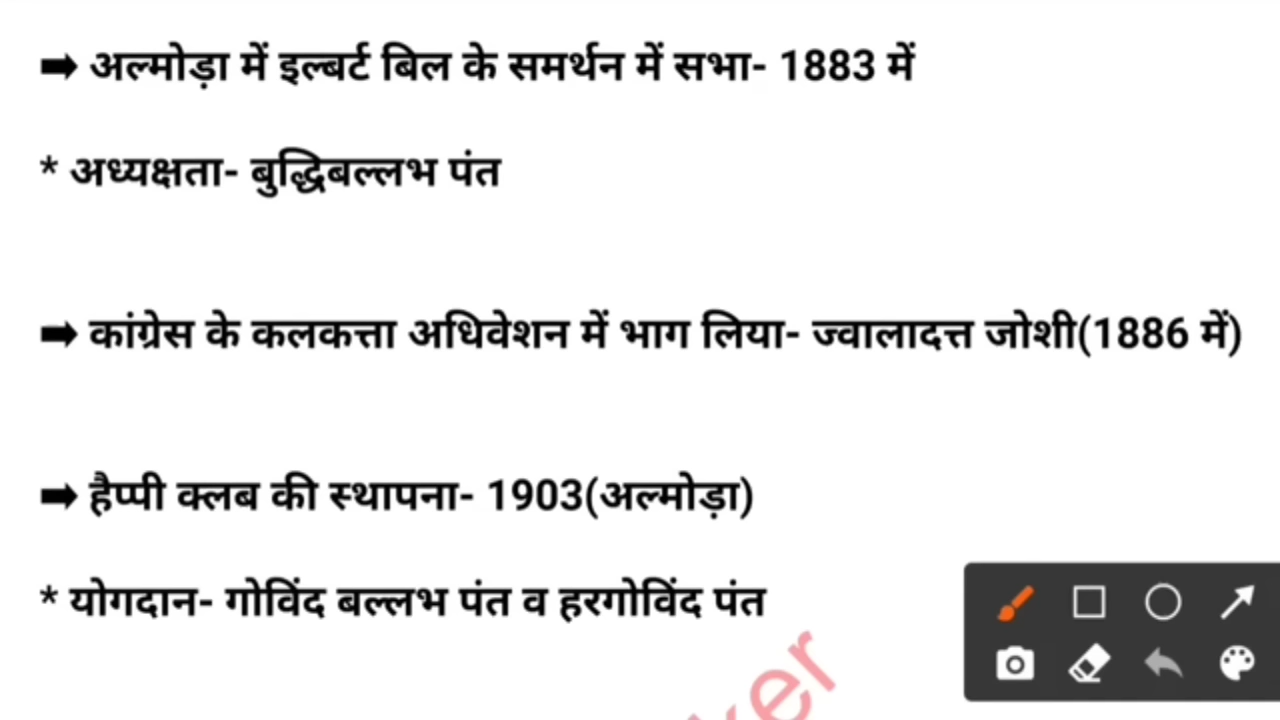 ➡ अल्मोड़ा में इल्बर्ट बिल के समर्थन में सभा- 1883 में
* अध्यक्षता- बुद्धिबल्लभ पंत
➡ कांग्रेस के कलकत्ता अधिवेशन में भाग लिया- ज्वालादत्त जोशी(1886 में)
➡ हैप्पी क्लब की स्थापना- 1903(अल्मोड़ा)
* योगदान- गोविंद बल्लभ पंत व हरगोविंद पंत